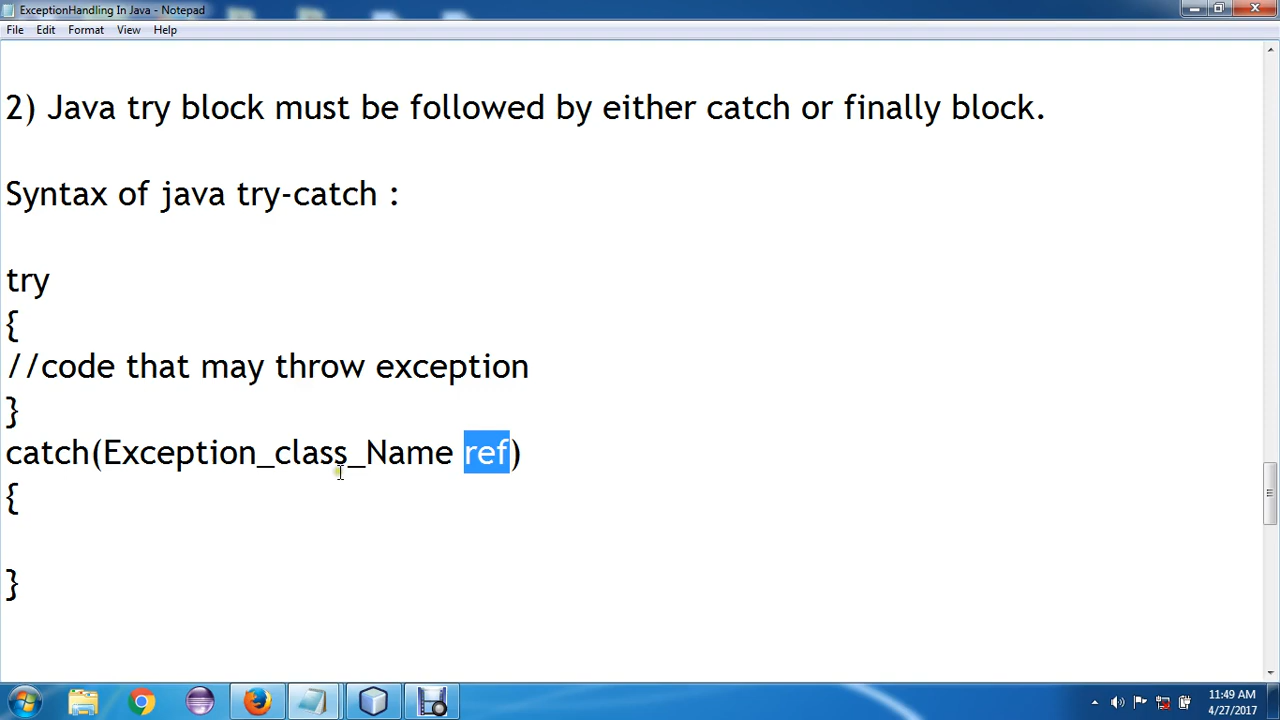 ExceptionHandling In Java - Notepad
File Edit Format View Help
2) Java try block must be followed by either catch or finally block.
Syntax of java try-catch :
try
{
//code that may throw exception
}
catch(Exception_class_Name ref)
{
}
11:49 AM
4/27/2017